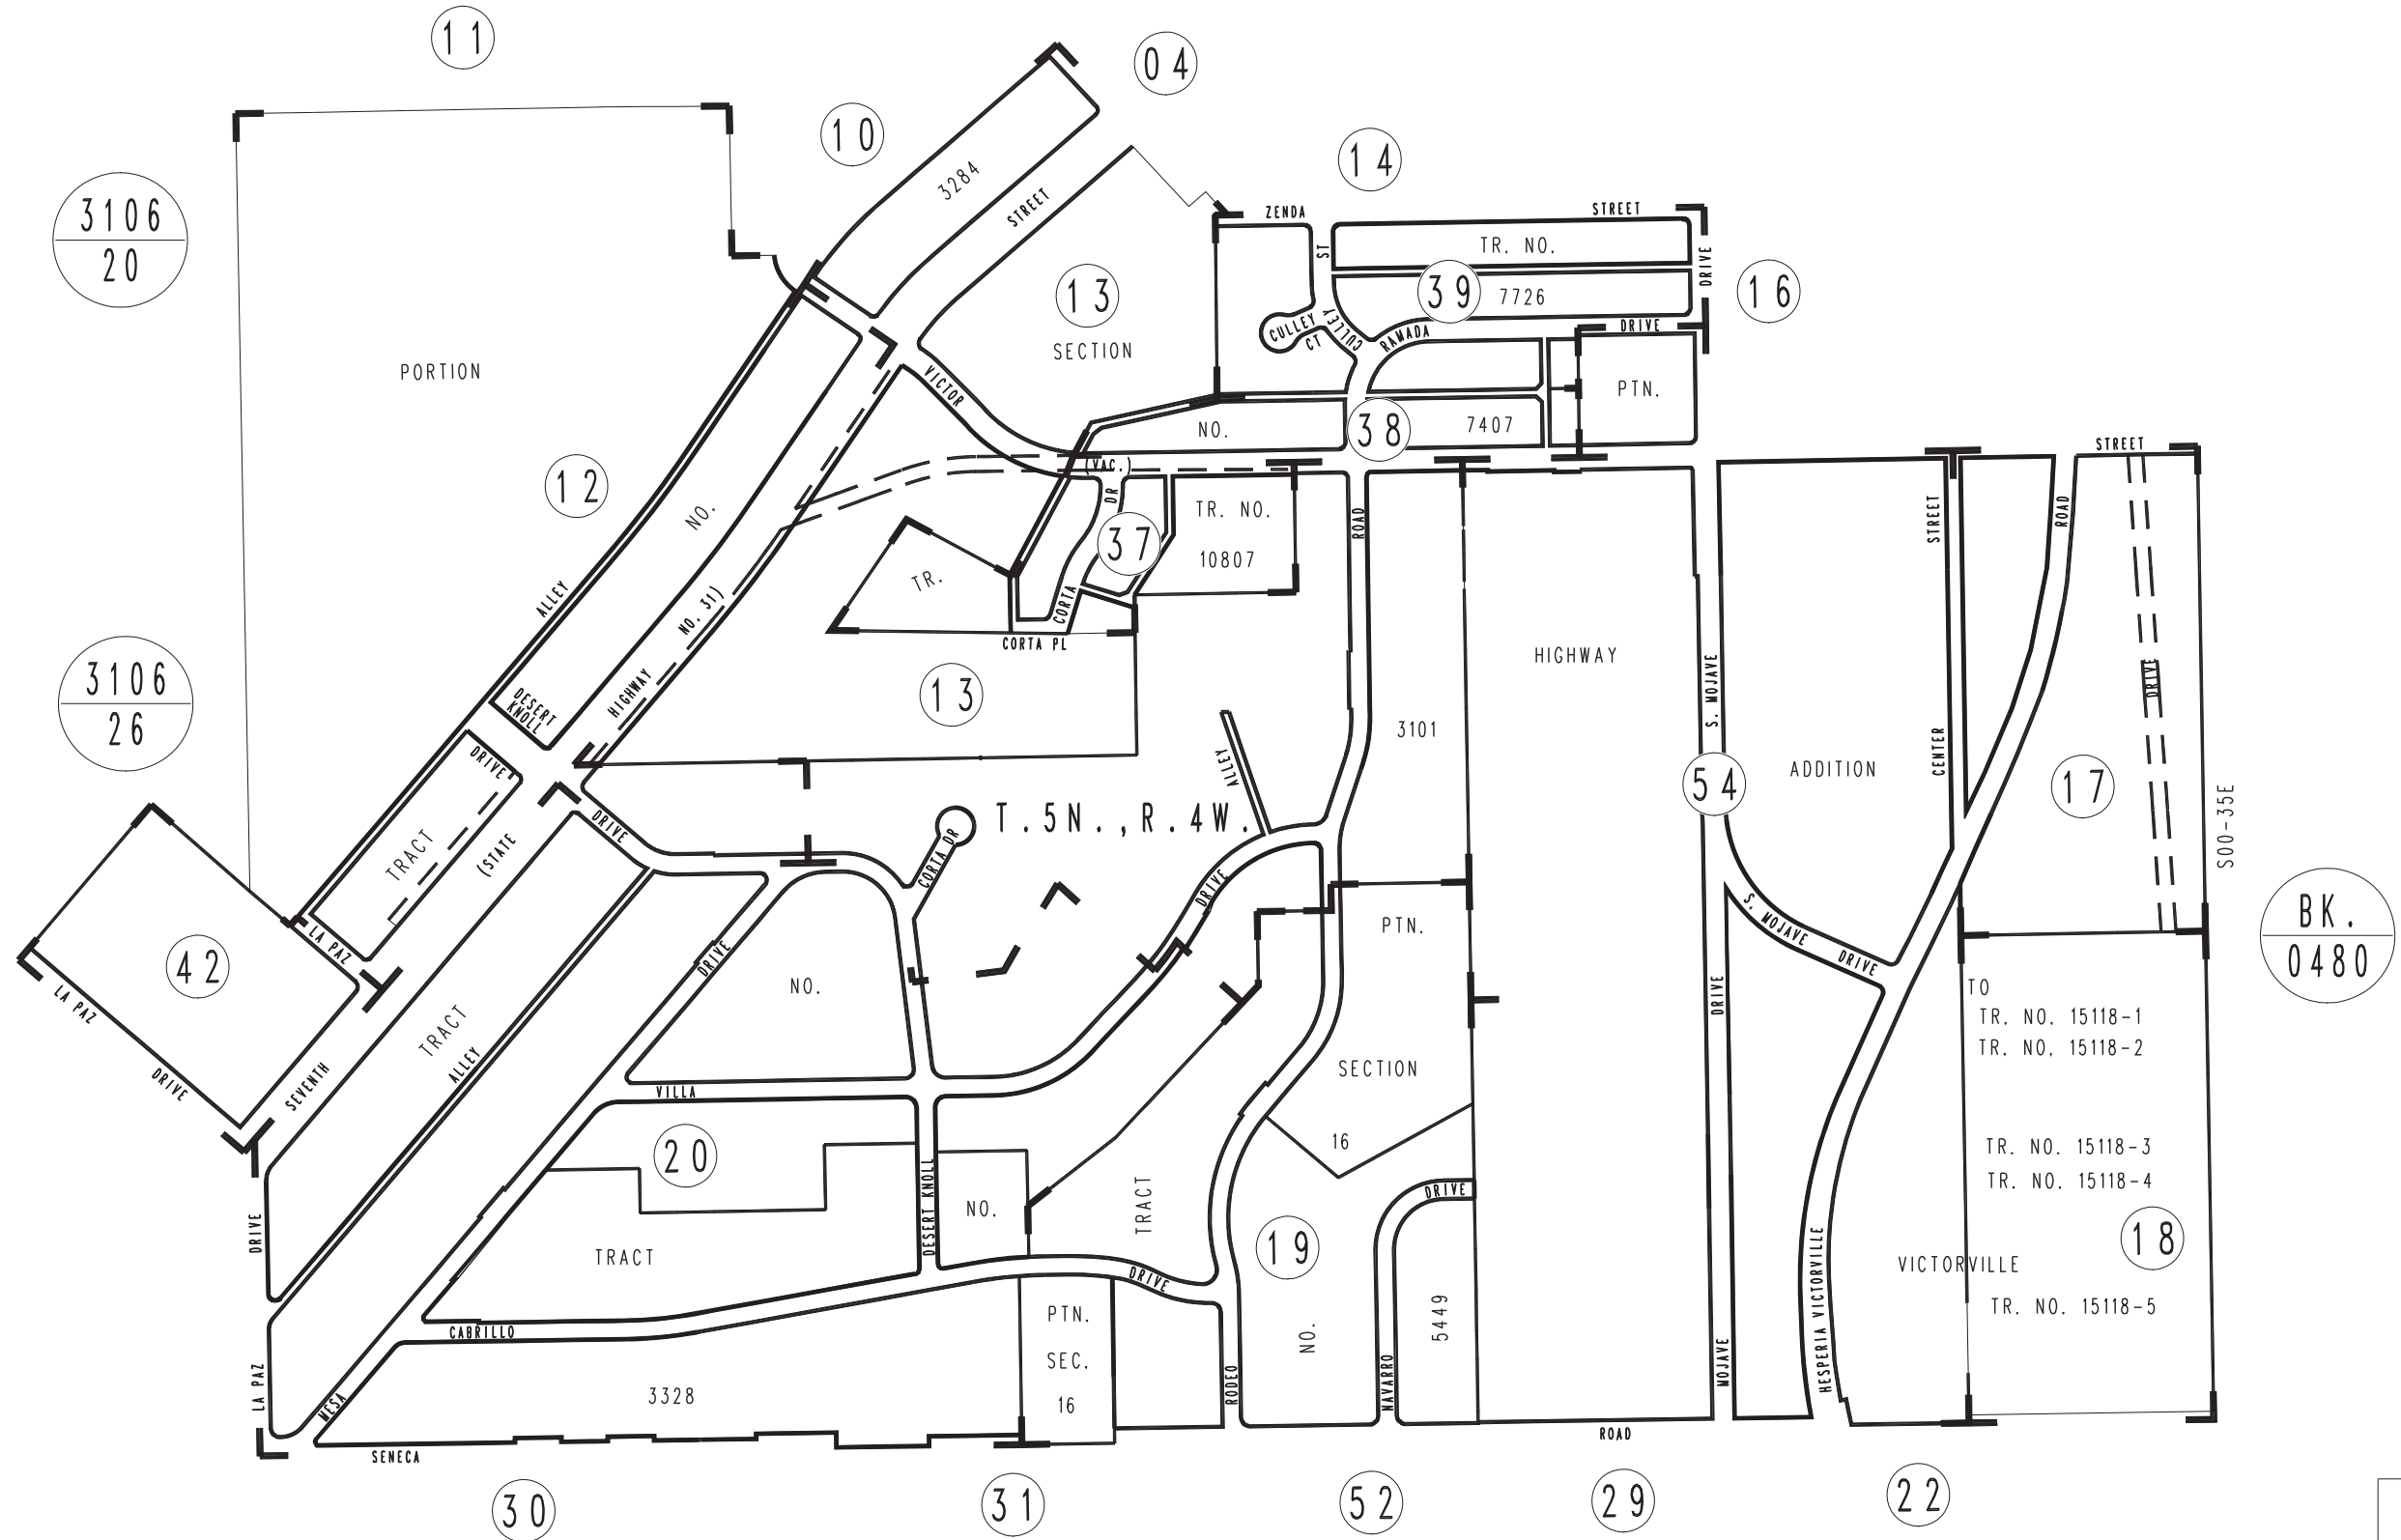 11
04
10
14
3284
STREET
3106
20
ZENDA
STREET
ST
TR. NO.
DRIVE
13
39
7726
16
CULLEY
CT
CULLEY
RAMADA
DRIVE
SECTION
PORTION
VICTOR
PTN.
NO.
38
7407
(VAC.)
STREET
12
NO.
DR
37
TR. NO.
10807
ROAD
STREET
ROAD
TR.
ALLEY
NO. 31)
CORTA
CORTA PL
3106
26
HIGHWAY
13
HIGHWAY
S. MOJAVE
DRIVE
DESERT
KNOLL
DRIVE
3101
ALLEY
54
ADDITION
CENTER
17
S00-35E
T.5N.,R.4W.
DRIVE
TRACT
(STATE
CORTA DR
DRIVE
PTN.
S. MOJAVE
DRIVE
BK.
0480
LA PAZ
42
LA PAZ
DRIVE
DRIVE
NO.
TRACT
ALLEY
SEVENTH
DRIVE
TO
TR. NO. 15118-1
TR. NO. 15118-2
SECTION
16
VILLA
20
TR. NO. 15118-3
TR. NO. 15118-4
DESERT KNOLL
NO.
TRACT
DRIVE
19
18
DRIVE
TRACT
DRIVE
HESPERIA VICTORVILLE
VICTORVILLE
TR. NO. 15118-5
CABRILLO
PTN.
SEC.
16
NO.
5449
LA PAZ
MESA
3328
RODEO
NAVARRO
MOJAVE
SENECA
ROAD
30
31
52
29
22